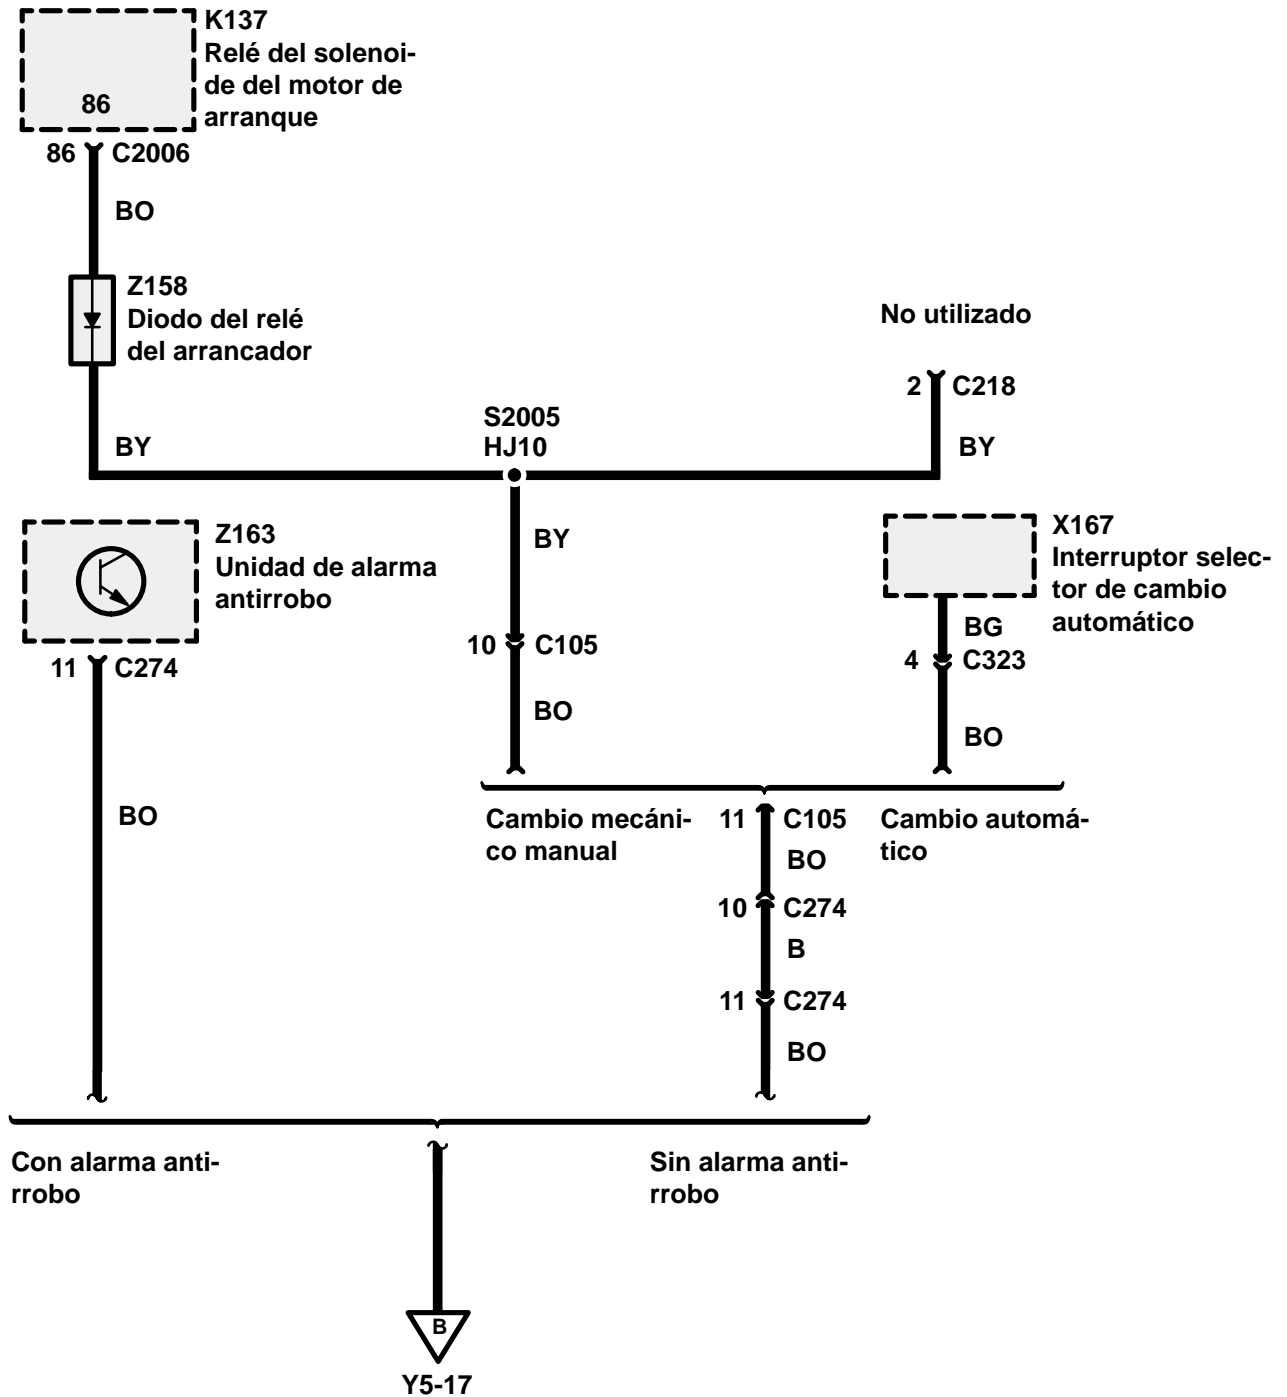 K137
Relé del solenoi-
de del motor de
arranque
86
86 C2006
BO
Z158
Diodo del relé
del arrancador
BY
No utilizado
2 C218
BY
S2005
HJ10
BY
10 C105
BO
Z163
Unidad de alarma
antirrobo
11 C274
BO
X167
Interruptor selec-
tor de cambio
automático
BG
4 C323
BO
Cambio mecáni-
co manual
11 C105
Cambio automá-
tico
BO
10 C274
B
11 C274
BO
Con alarma anti-
rrobo
Sin alarma anti-
rrobo
B
Y5-17